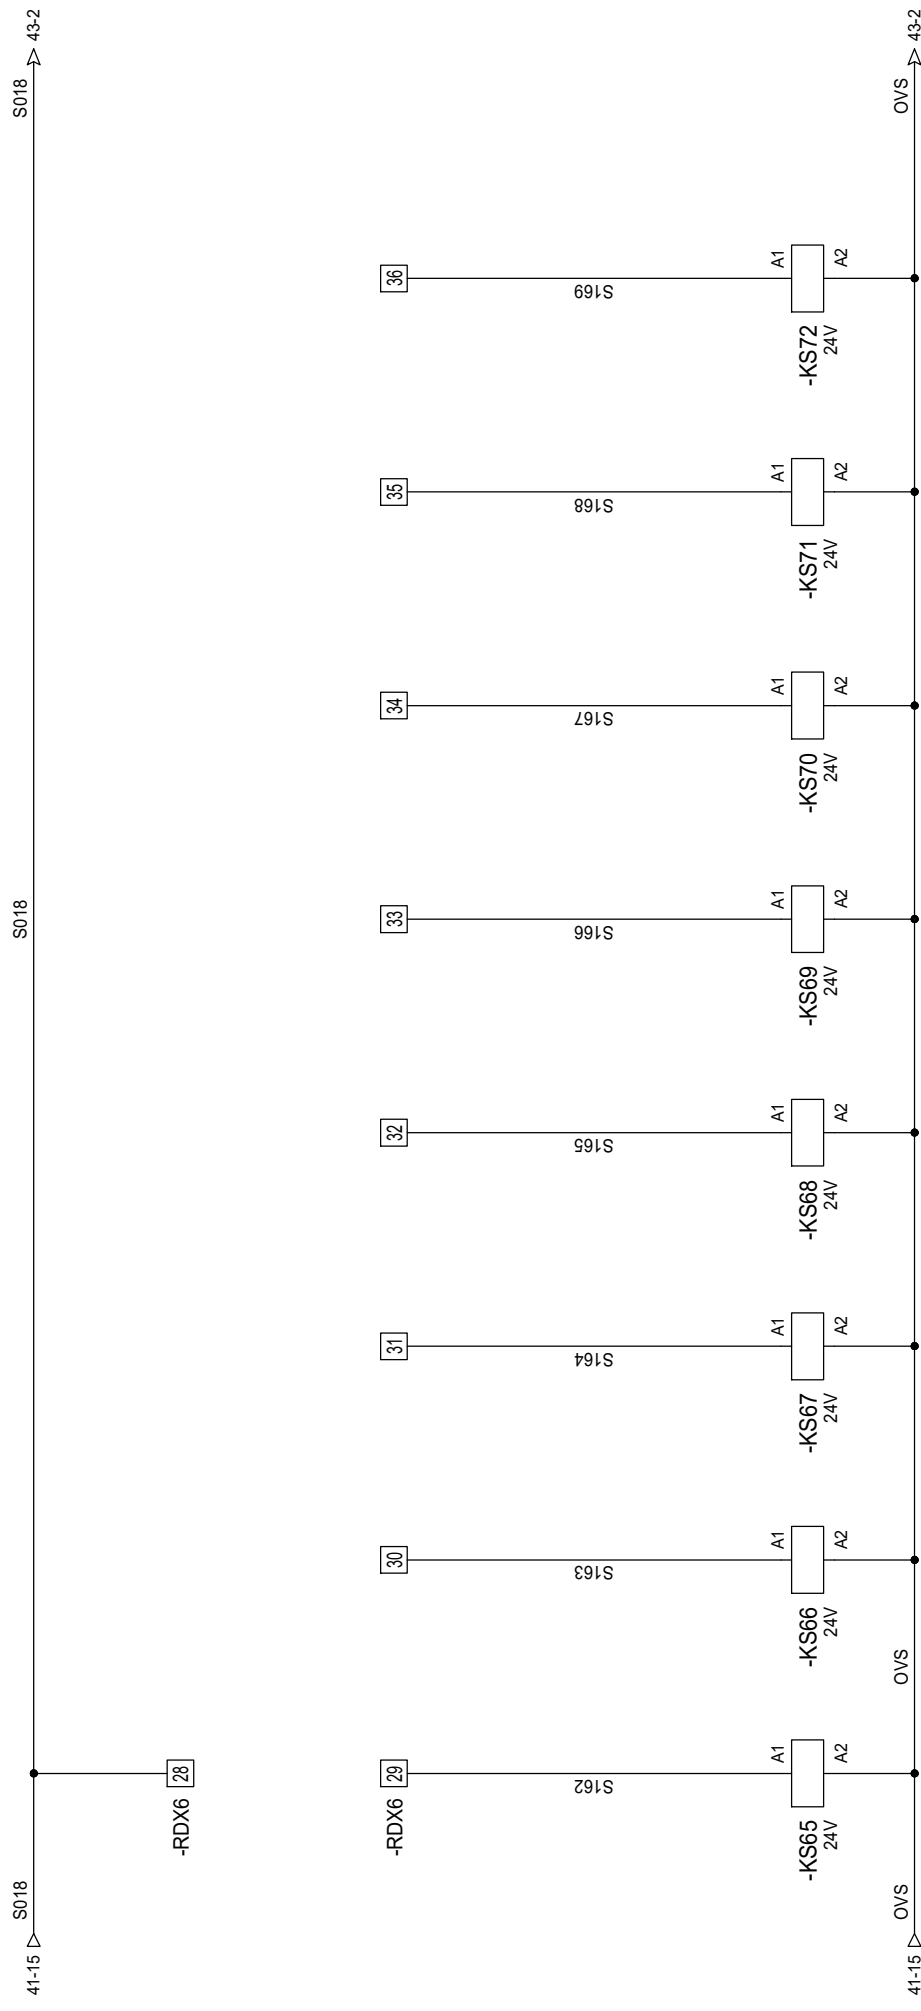 41-15 S018 S018 S018 43-2
-RDX6 28
-RDX6 29 30 31 32 33 34 35 36
S162 S163 S164 S165 S166 S167 S168 S169
A1 A1 A1 A1 A1 A1 A1 A1
-KS65 -KS66 -KS67 -KS68 -KS69 -KS70 -KS71 -KS72
24V 24V 24V 24V 24V 24V 24V 24V
A2 A2 A2 A2 A2 A2 A2 A2
41-15 OVS OVS OVS 43-2